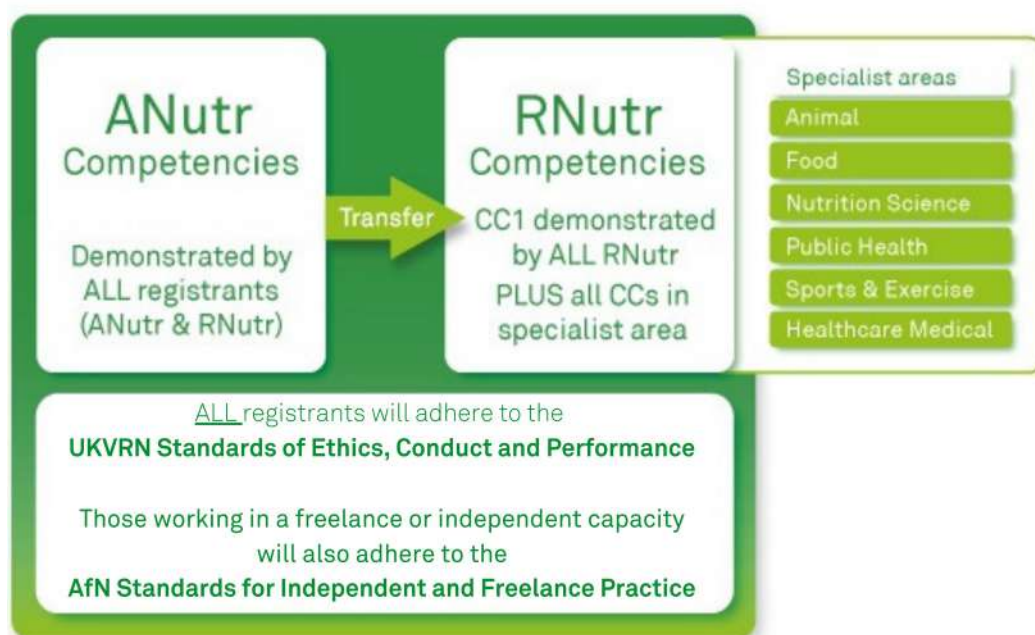 ANutr
Competencies
Demonstrated by
ALL registrants
(ANutr & RNutr)
Transfer
RNutr
Competencies
CC1 demonstrated
by ALL RNutr
PLUS all CCs in
specialist area
Specialist areas
Animal
Food
Nutrition Science
Public Health
Sports & Exercise
Healthcare Medical
ALL registrants will adhere to the
UKVRN Standards of Ethics, Conduct and Performance
Those working in a freelance or independent capacity
will also adhere to the
AfN Standards for Independent and Freelance Practice